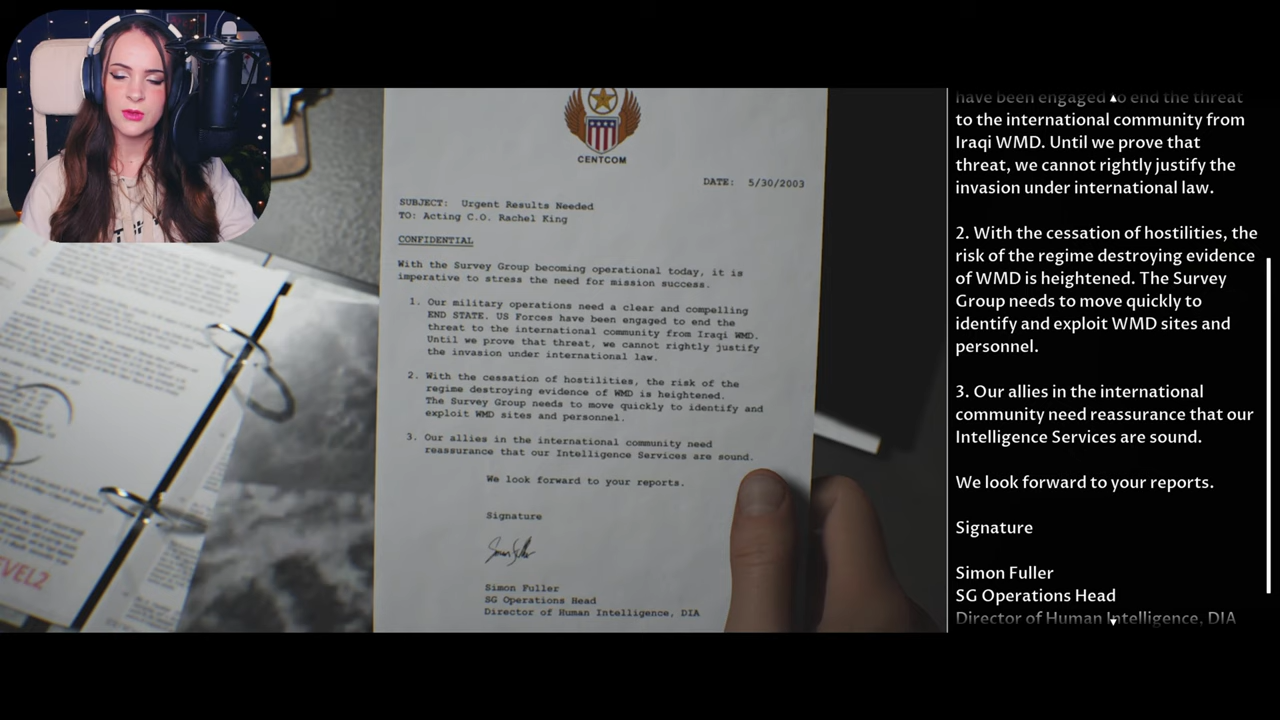 CENTCOM
DATE: 5/30/2003
SUBJECT: Urgent Results Needed
TO: Acting C.O. Rachel King
CONFIDENTIAL
With the Survey Group becoming operational today, it is
imperative to stress the need for mission success.
1. Our military operations need a clear and compelling
END STATE. US Forces have been engaged to end the
threat to the international community from Iraqi WMD.
Until we prove that threat, we cannot rightly justify
the invasion under international law.
2. With the cessation of hostilities, the risk of the
regime destroying evidence of WMD is heightened.
The Survey Group needs to move quickly to identify and
exploit WMD sites and personnel.
3. Our allies in the international community need
reassurance that our Intelligence Services are sound.
We look forward to your reports.
Signature
Simon Fuller
SG Operations Head
Director of Human Intelligence, DIA
LEVEL2
have been engaged to end the threat
to the international community from
Iraqi WMD. Until we prove that
threat, we cannot rightly justify the
invasion under international law.
2. With the cessation of hostilities, the
risk of the regime destroying evidence
of WMD is heightened. The Survey
Group needs to move quickly to
identify and exploit WMD sites and
personnel.
3. Our allies in the international
community need reassurance that our
Intelligence Services are sound.
We look forward to your reports.
Signature
Simon Fuller
SG Operations Head
Director of Human Intelligence, DIA